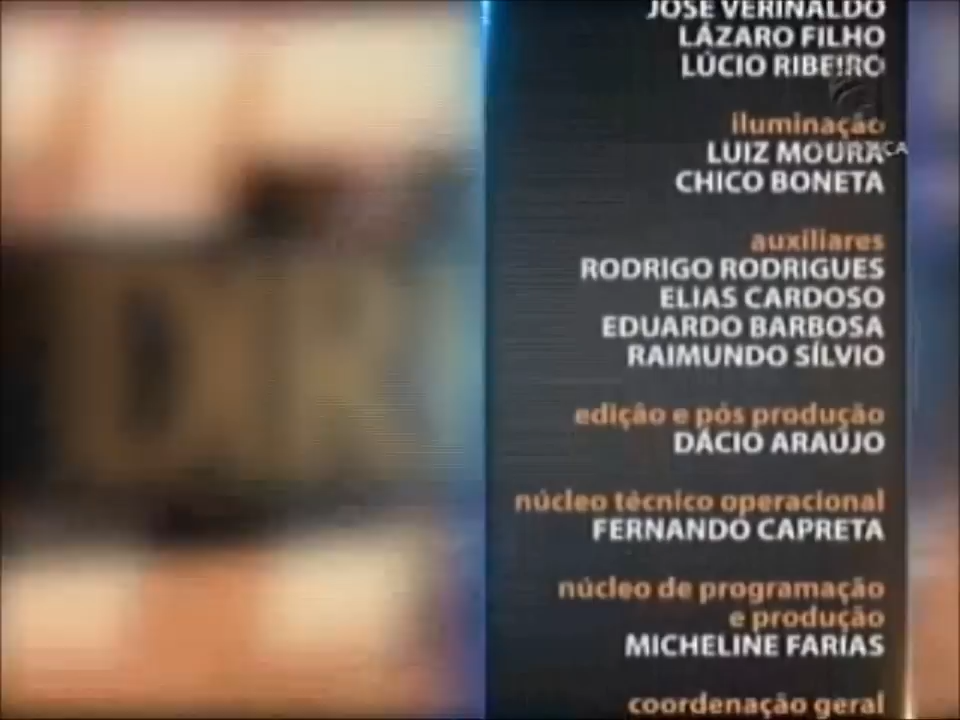 JOSÉ VERINALDO
LÁZARO FILHO
LÚCIO RIBEIRO
iluminação
LUIZ MOURA
CHICO BONETA
auxiliares
RODRIGO RODRIGUES
ELIAS CARDOSO
EDUARDO BARBOSA
RAIMUNDO SÍLVIO
edição e pós produção
DÁCIO ARAÚJO
núcleo técnico operacional
FERNANDO CAPRETA
núcleo de programação
e produção
MICHELINE FARIAS
coordenação geral